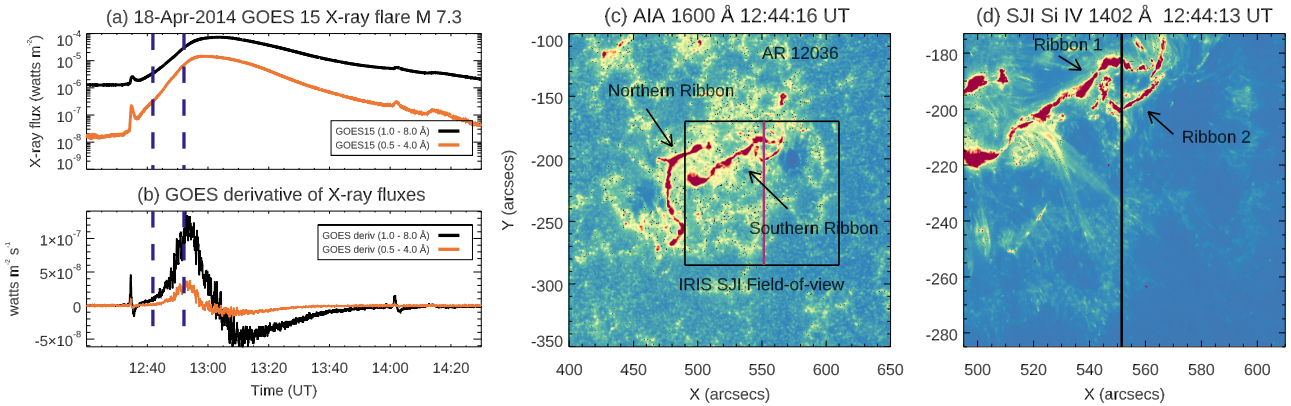 (a) 18-Apr-2014 GOES 15 X-ray flare M 7.3
X-ray flux (watts m⁻²)
10⁻⁴
10⁻⁵
10⁻⁶
10⁻⁷
10⁻⁸
10⁻⁹
GOES15 (1.0 - 8.0 Å)
GOES15 (0.5 - 4.0 Å)
(b) GOES derivative of X-ray fluxes
watts m⁻² s⁻¹
1×10⁻⁷
5×10⁻⁸
0
-5×10⁻⁸
GOES deriv (1.0 - 8.0 Å)
GOES deriv (0.5 - 4.0 Å)
12:40 13:00 13:20 13:40 14:00 14:20
Time (UT)
(c) AIA 1600 Å 12:44:16 UT
Y (arcsecs)
-100
-150
-200
-250
-300
-350
AR 12036
Northern Ribbon
Southern Ribbon
IRIS SJI Field-of-view
400 450 500 550 600 650
X (arcsecs)
(d) SJI Si IV 1402 Å 12:44:13 UT
-180
-200
-220
-240
-260
-280
Ribbon 1
Ribbon 2
500 520 540 560 580 600
X (arcsecs)